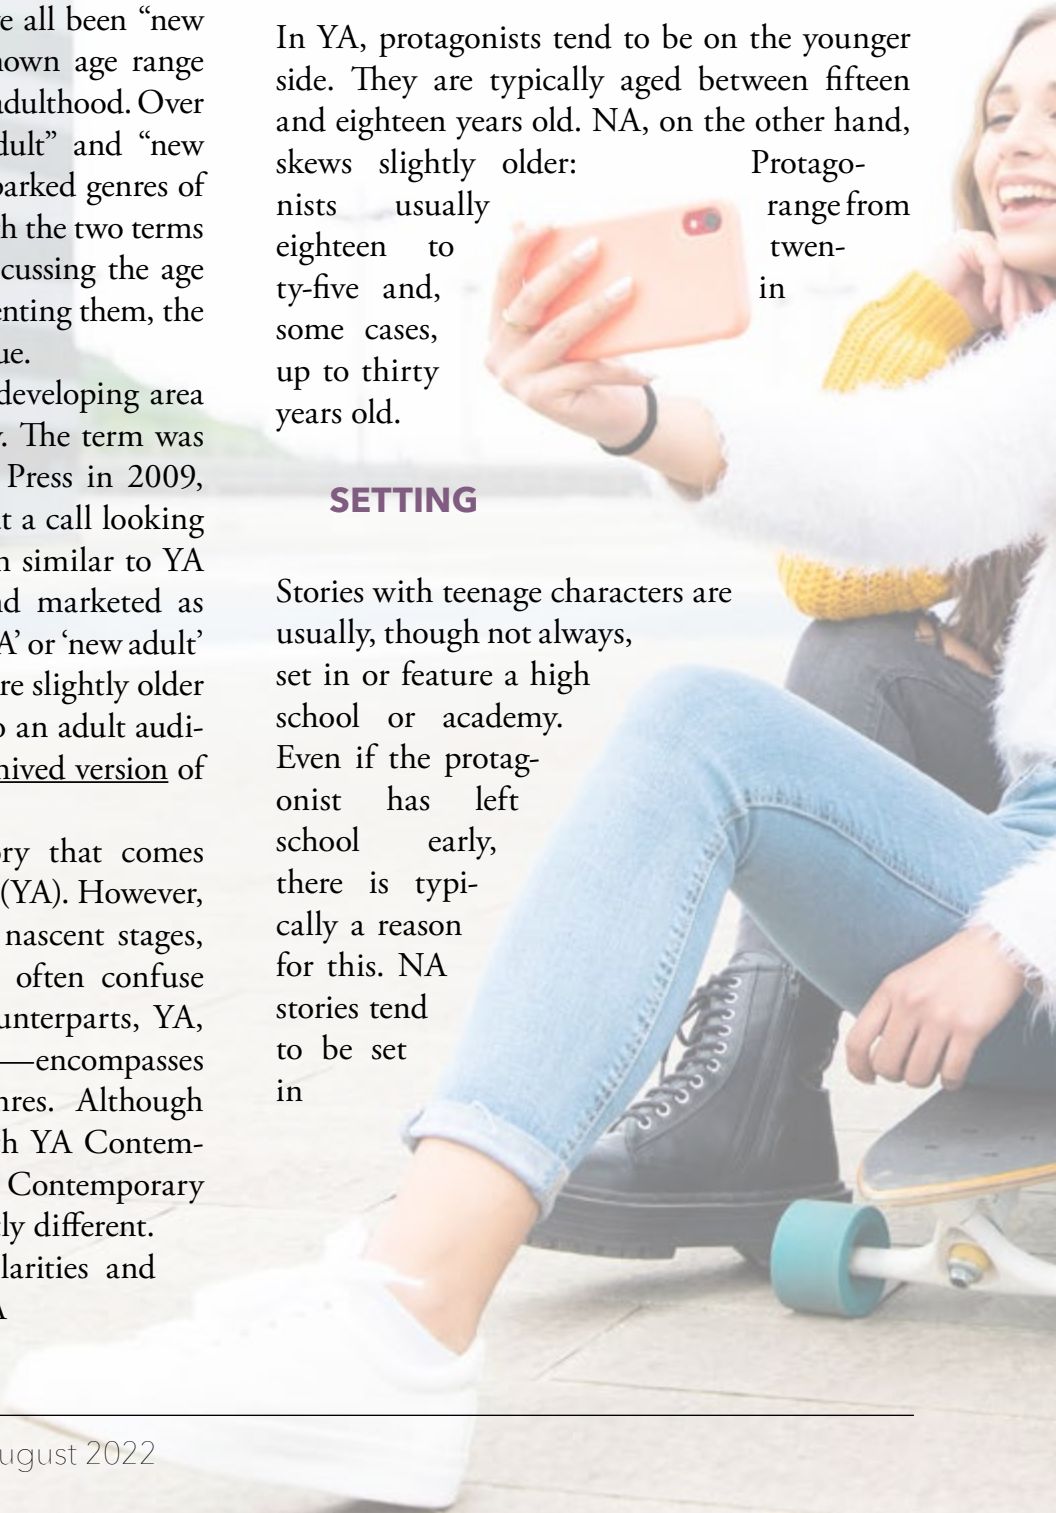 e all been “new
own age range
adulthood. Over
dult” and “new
parked genres of
h the two terms
cussing the age
enting them, the
ue.
developing area
. The term was
Press in 2009,
t a call looking
n similar to YA
nd marketed as
A’ or ‘new adult’
re slightly older
o an adult audi-
hived version of
ory that comes
(YA). However,
nascent stages,
often confuse
unterparts, YA,
—encompasses
nres. Although
h YA Contem-
Contemporary
ly different.
larities and
A
In YA, protagonists tend to be on the younger
side. They are typically aged between fifteen
and eighteen years old. NA, on the other hand,
skews slightly older: Protago-
nists usually range from
eighteen to twen-
ty-five and, in
some cases,
up to thirty
years old.
SETTING
Stories with teenage characters are
usually, though not always,
set in or feature a high
school or academy.
Even if the protag-
onist has left
school early,
there is typi-
cally a reason
for this. NA
stories tend
to be set
in
ugust 2022